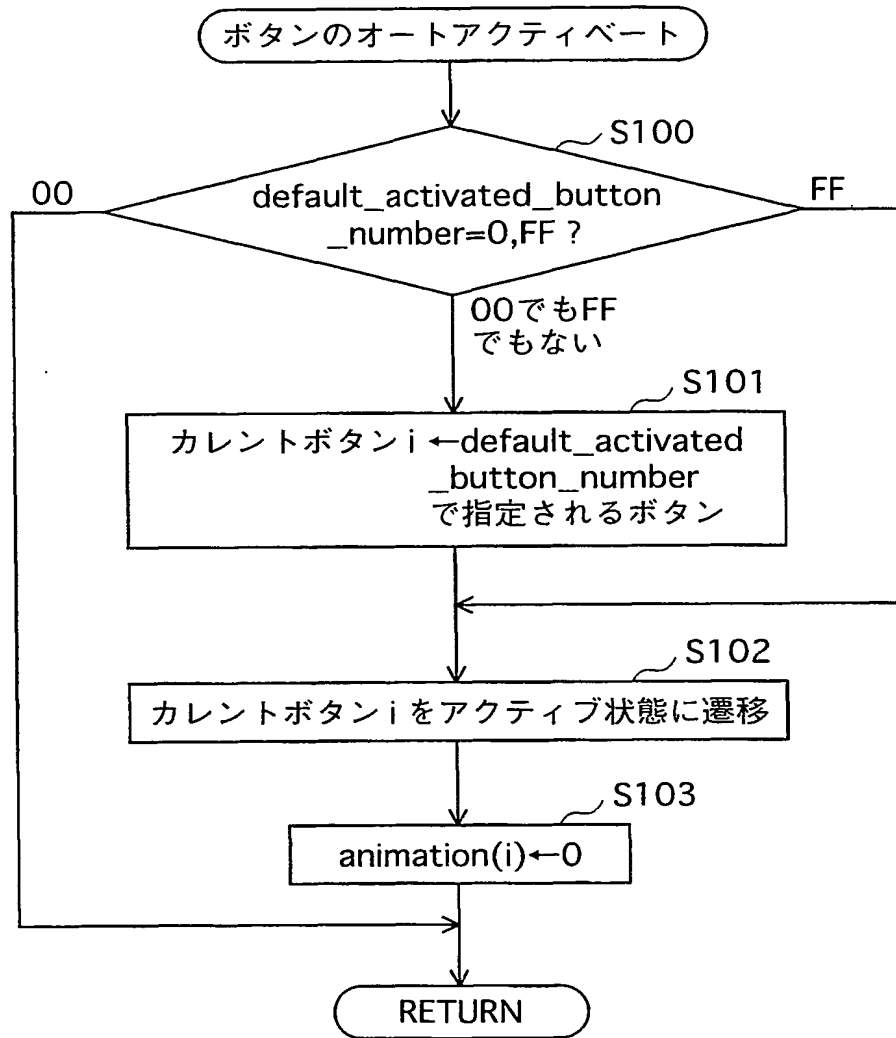 ボタンのオートアクティベート
S100
00
default_activated_button
_number=0,FF ?
FF
00でもFF
でもない
S101
カレントボタンi ←default_activated
_button_number
で指定されるボタン
S102
カレントボタンi をアクティブ状態に遷移
S103
animation(i)←0
RETURN